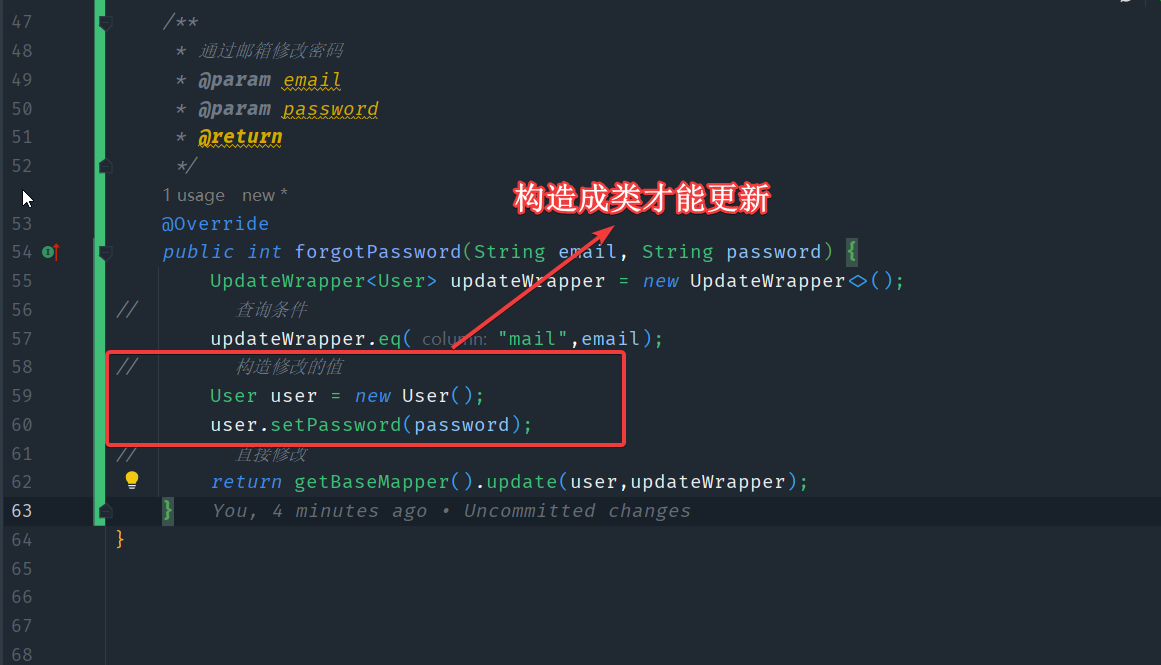 47 /**
48 * 通过邮箱修改密码
49 * @param email
50 * @param password
51 * @return
52 */
1 usage new *
构造成类才能更新
53 @Override
54 public int forgotPassword(String email, String password) {
55 UpdateWrapper<User> updateWrapper = new UpdateWrapper<>();
56 // 查询条件
57 updateWrapper.eq( column: "mail",email);
58 // 构造修改的值
59 User user = new User();
60 user.setPassword(password);
61 // 直接修改
62 return getBaseMapper().update(user,updateWrapper);
63 } You, 4 minutes ago • Uncommitted changes
64 }
65
66
67
68